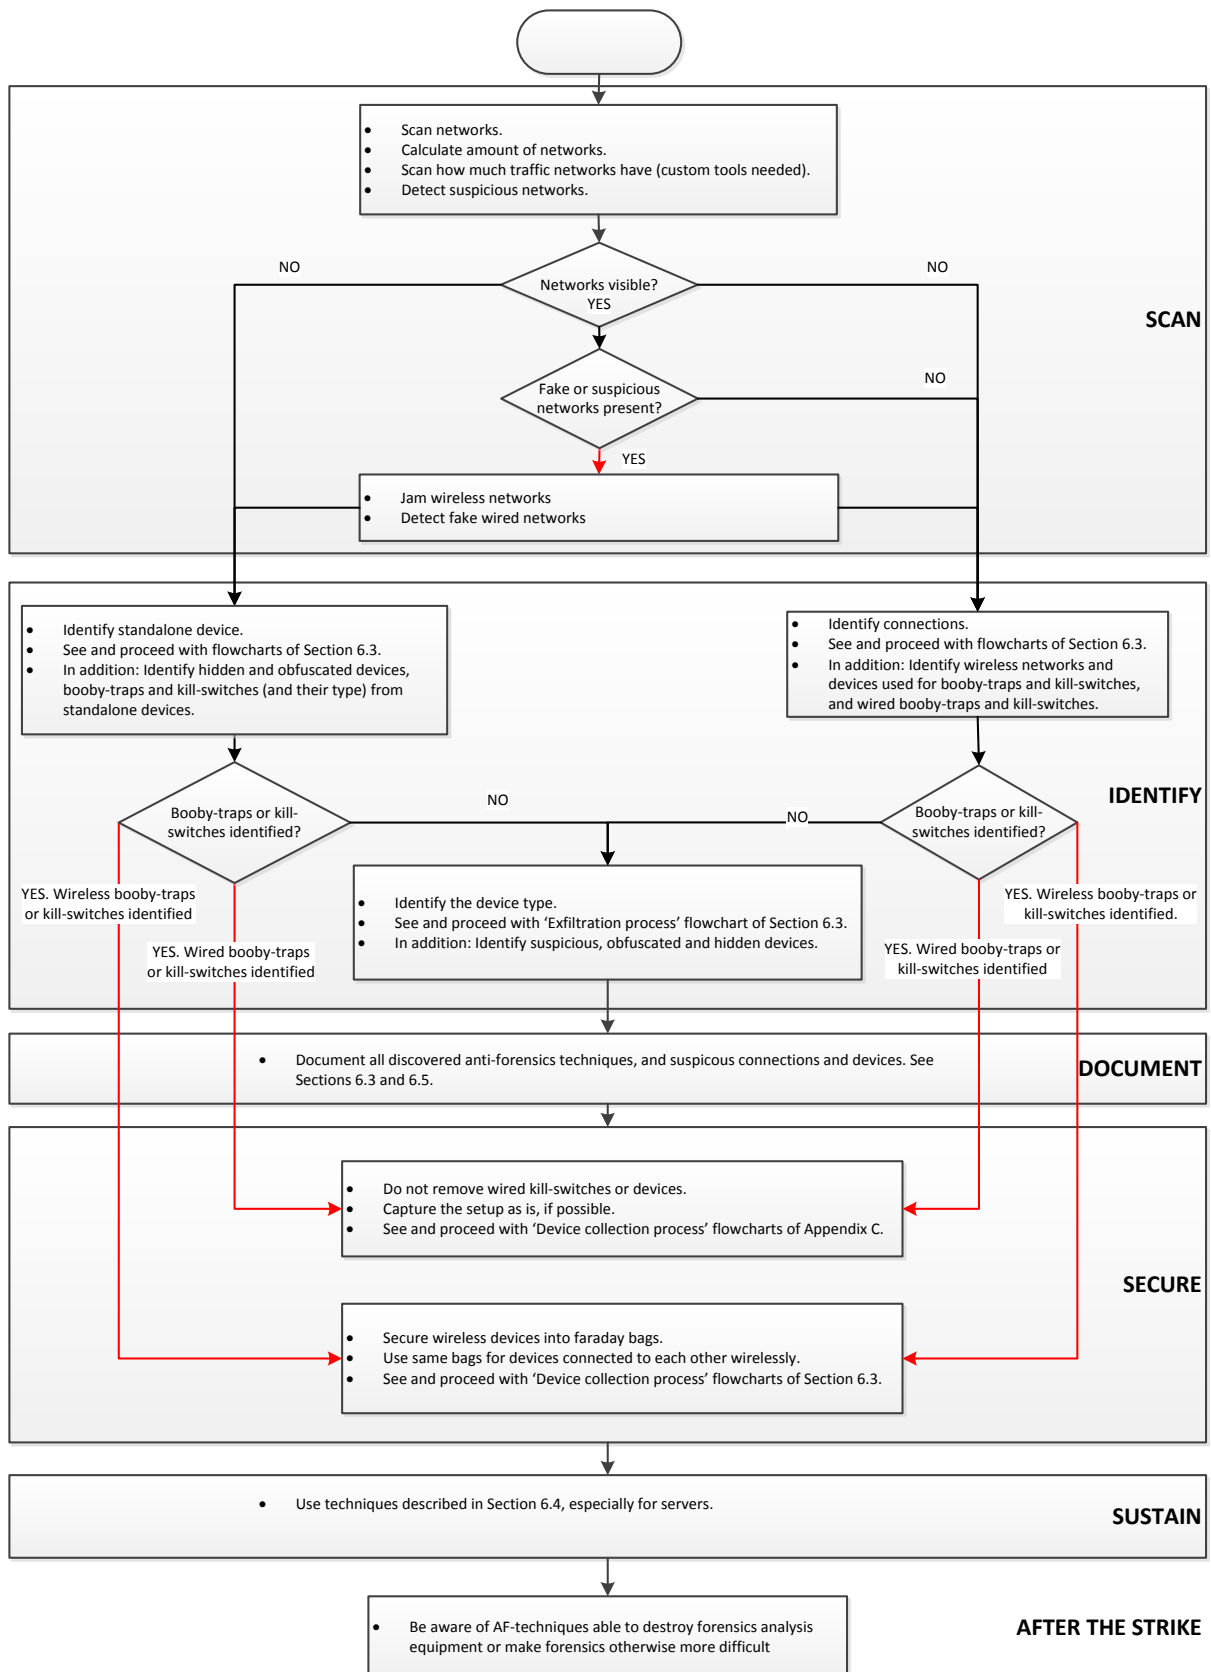 • Scan networks.
• Calculate amount of networks.
• Scan how much traffic networks have (custom tools needed).
• Detect suspicious networks.
NO
NO
Networks visible?
YES
SCAN
Fake or suspicious
networks present?
NO
YES
• Jam wireless networks
• Detect fake wired networks
• Identify standalone device.
• See and proceed with flowcharts of Section 6.3.
• In addition: Identify hidden and obfuscated devices,
booby-traps and kill-switches (and their type) from
standalone devices.
• Identify connections.
• See and proceed with flowcharts of Section 6.3.
• In addition: Identify wireless networks and
devices used for booby-traps and kill-switches,
and wired booby-traps and kill-switches.
IDENTIFY
Booby-traps or kill-
switches identified?
NO
NO
Booby-traps or kill-
switches identified?
YES. Wireless booby-traps
or kill-switches identified
YES. Wired booby-traps
or kill-switches identified
• Identify the device type.
• See and proceed with ‘Exfiltration process’ flowchart of Section 6.3.
• In addition: Identify suspicious, obfuscated and hidden devices.
YES. Wireless booby-traps or
kill-switches identified.
YES. Wired booby-traps or
kill-switches identified
• Document all discovered anti-forensics techniques, and suspicous connections and devices. See
Sections 6.3 and 6.5.
DOCUMENT
• Do not remove wired kill-switches or devices.
• Capture the setup as is, if possible.
• See and proceed with ‘Device collection process’ flowcharts of Appendix C.
SECURE
• Secure wireless devices into faraday bags.
• Use same bags for devices connected to each other wirelessly.
• See and proceed with ‘Device collection process’ flowcharts of Section 6.3.
• Use techniques described in Section 6.4, especially for servers.
SUSTAIN
• Be aware of AF-techniques able to destroy forensics analysis
equipment or make forensics otherwise more difficult
AFTER THE STRIKE